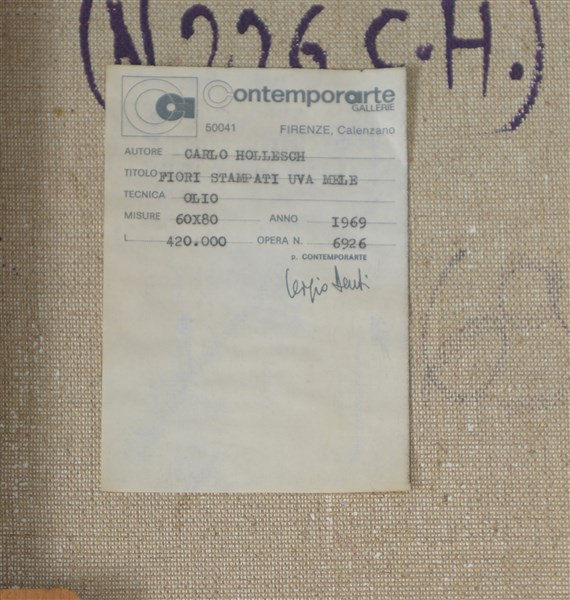 (N 226 C.H.)
Contemporarte
GALLERIE
50041 FIRENZE, Calenzano
AUTORE CARLO HOLLESCH
TITOLO FIORI STAMPATI UVA MELE
TECNICA OLIO
MISURE 60X80 ANNO I969
L 420.000 OPERA N. 6926
p. CONTEMPORARTE